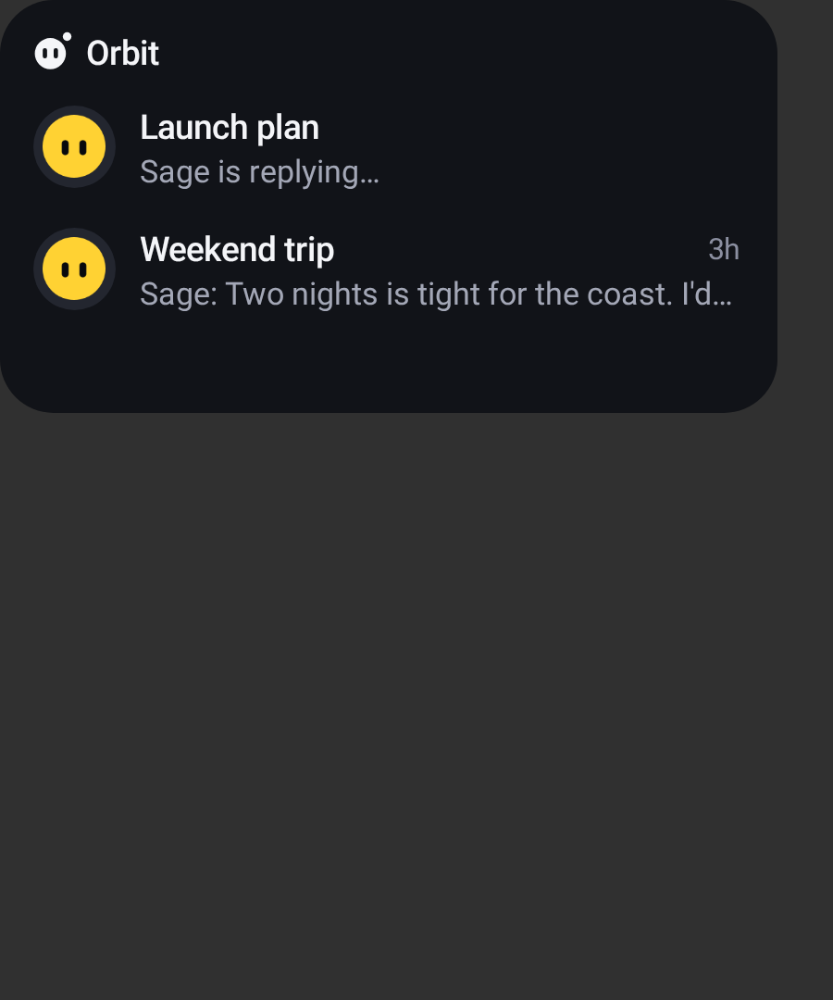 Orbit
Launch plan
Sage is replying…
Weekend trip
3h
Sage: Two nights is tight for the coast. I'd…